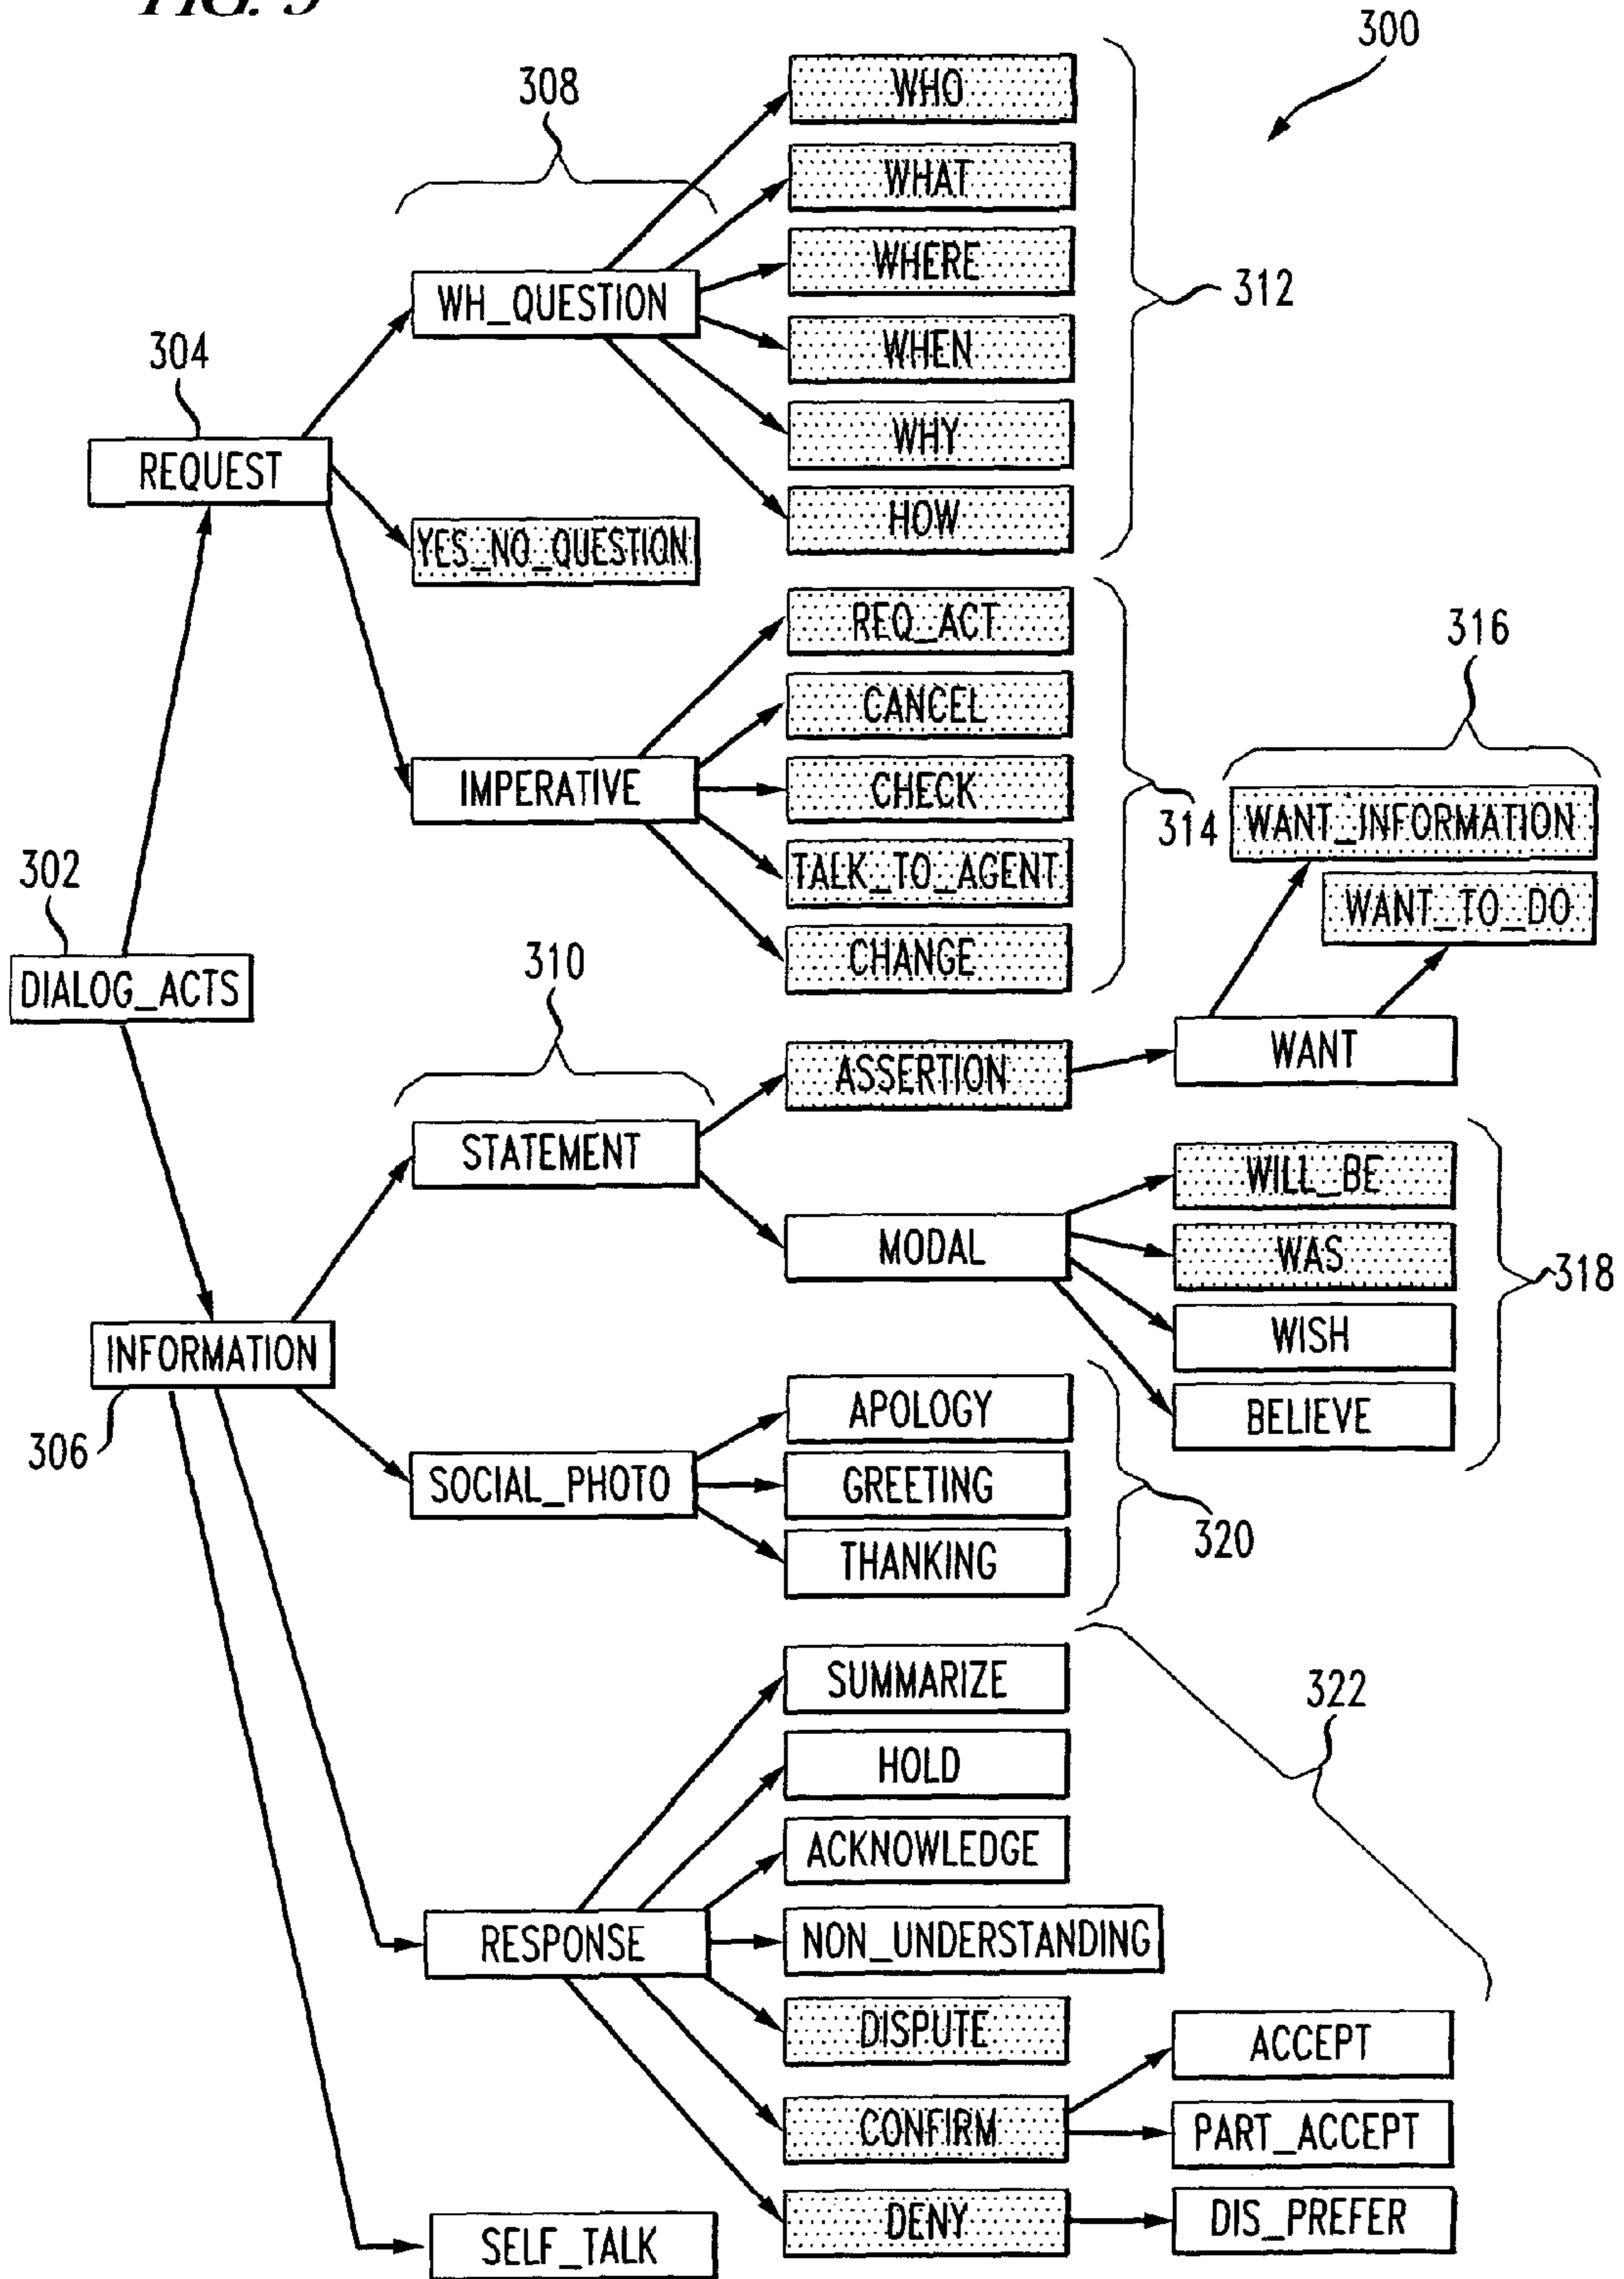 FIG. 3
300
308
WHO
WHAT
WHERE
WH_QUESTION
312
WHEN
304
WHY
REQUEST
HOW
YES_NO_QUESTION
REQ_ACT
316
CANCEL
IMPERATIVE
CHECK
314
WANT_INFORMATION
TALK_TO_AGENT
302
WANT_TO_DO
CHANGE
DIALOG_ACTS
310
WANT
ASSERTION
STATEMENT
WILL_BE
MODAL
WAS
318
INFORMATION
WISH
306
APOLOGY
BELIEVE
SOCIAL_PHOTO
GREETING
320
THANKING
SUMMARIZE
322
HOLD
ACKNOWLEDGE
RESPONSE
NON_UNDERSTANDING
DISPUTE
ACCEPT
CONFIRM
PART_ACCEPT
DENY
DIS_PREFER
SELF_TALK